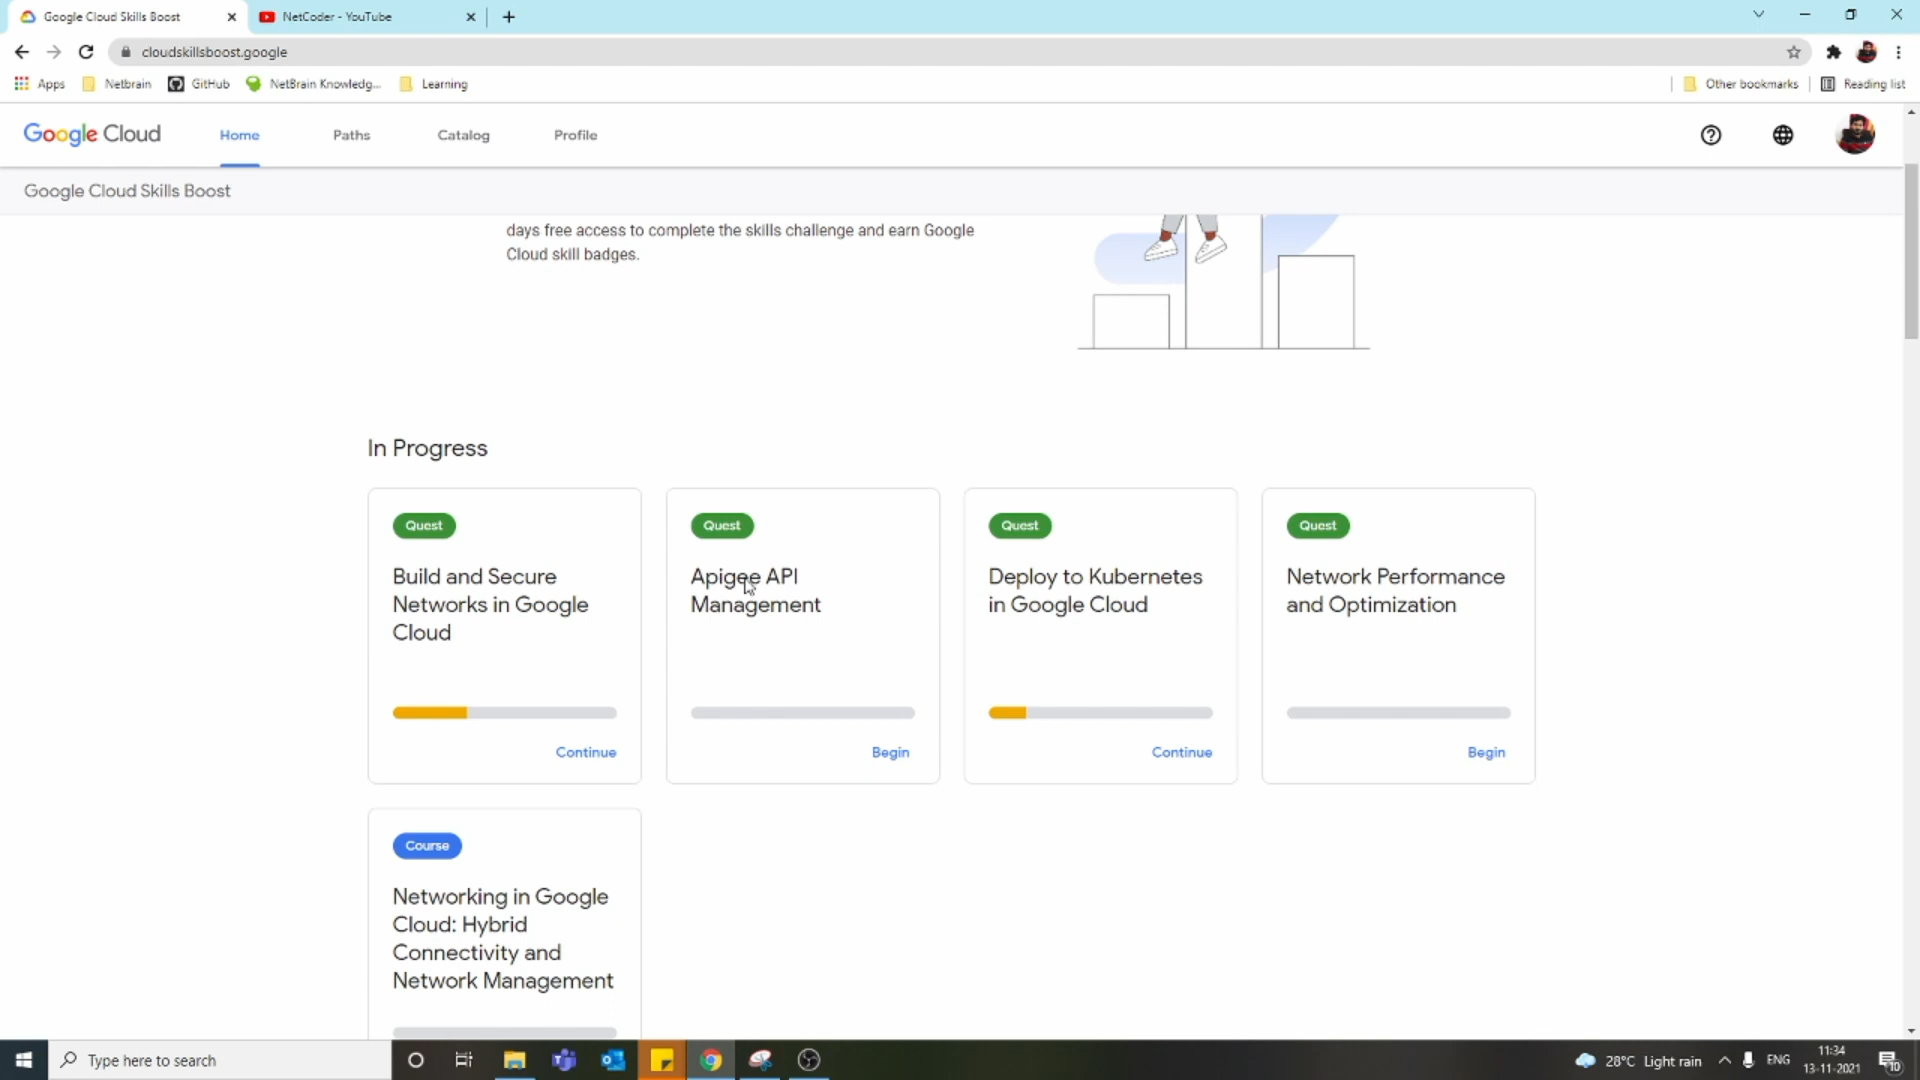 Google Cloud Skills Boost
NetCoder - YouTube
cloudskillsboost.google
Apps
Netbrain
GitHub
NetBrain Knowledg...
Learning
Other bookmarks
Reading list
Google Cloud
Home
Paths
Catalog
Profile
Google Cloud Skills Boost
days free access to complete the skills challenge and earn Google
Cloud skill badges.
In Progress
Quest
Build and Secure
Networks in Google
Cloud
Continue
Quest
Apigee API
Management
Begin
Quest
Deploy to Kubernetes
in Google Cloud
Continue
Quest
Network Performance
and Optimization
Begin
Course
Networking in Google
Cloud: Hybrid
Connectivity and
Network Management
Type here to search
28°C Light rain
ENG
11:34
13-11-2021
10